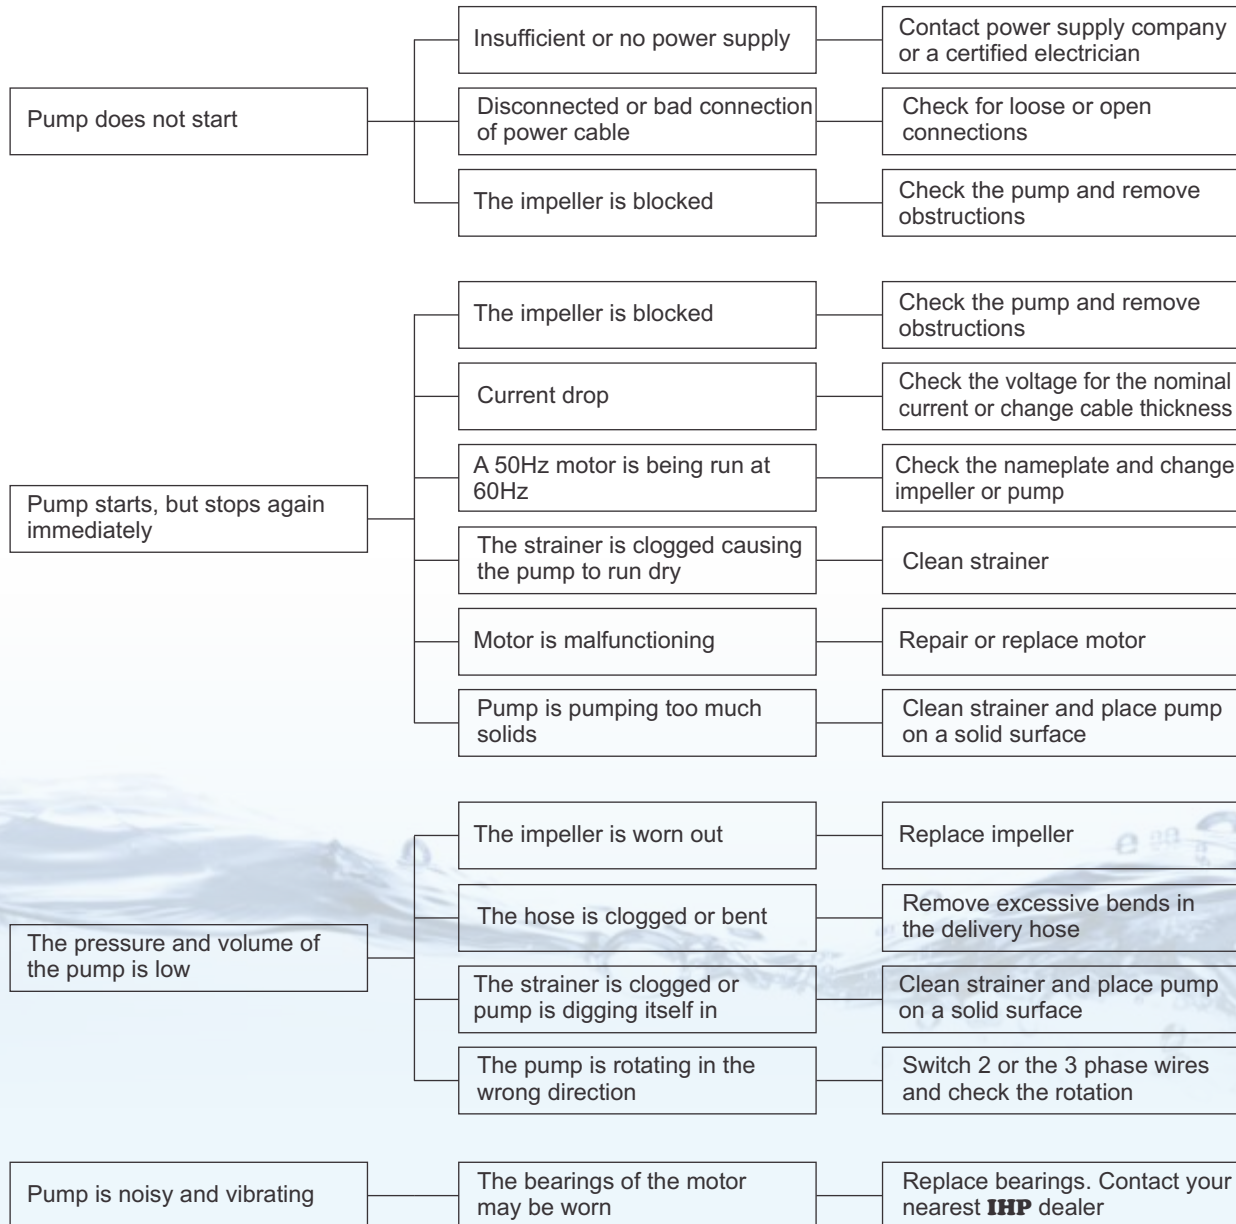 Insufficient or no power supply
Contact power supply company
or a certified electrician
Pump does not start
Disconnected or bad connection
of power cable
Check for loose or open
connections
The impeller is blocked
Check the pump and remove
obstructions
The impeller is blocked
Check the pump and remove
obstructions
Current drop
Check the voltage for the nominal
current or change cable thickness
A 50Hz motor is being run at
60Hz
Check the nameplate and change
impeller or pump
Pump starts, but stops again
immediately
The strainer is clogged causing
the pump to run dry
Clean strainer
Motor is malfunctioning
Repair or replace motor
Pump is pumping too much
solids
Clean strainer and place pump
on a solid surface
The impeller is worn out
Replace impeller
The hose is clogged or bent
Remove excessive bends in
the delivery hose
The pressure and volume of
the pump is low
The strainer is clogged or
pump is digging itself in
Clean strainer and place pump
on a solid surface
The pump is rotating in the
wrong direction
Switch 2 or the 3 phase wires
and check the rotation
Pump is noisy and vibrating
The bearings of the motor
may be worn
Replace bearings. Contact your
nearest IHP dealer